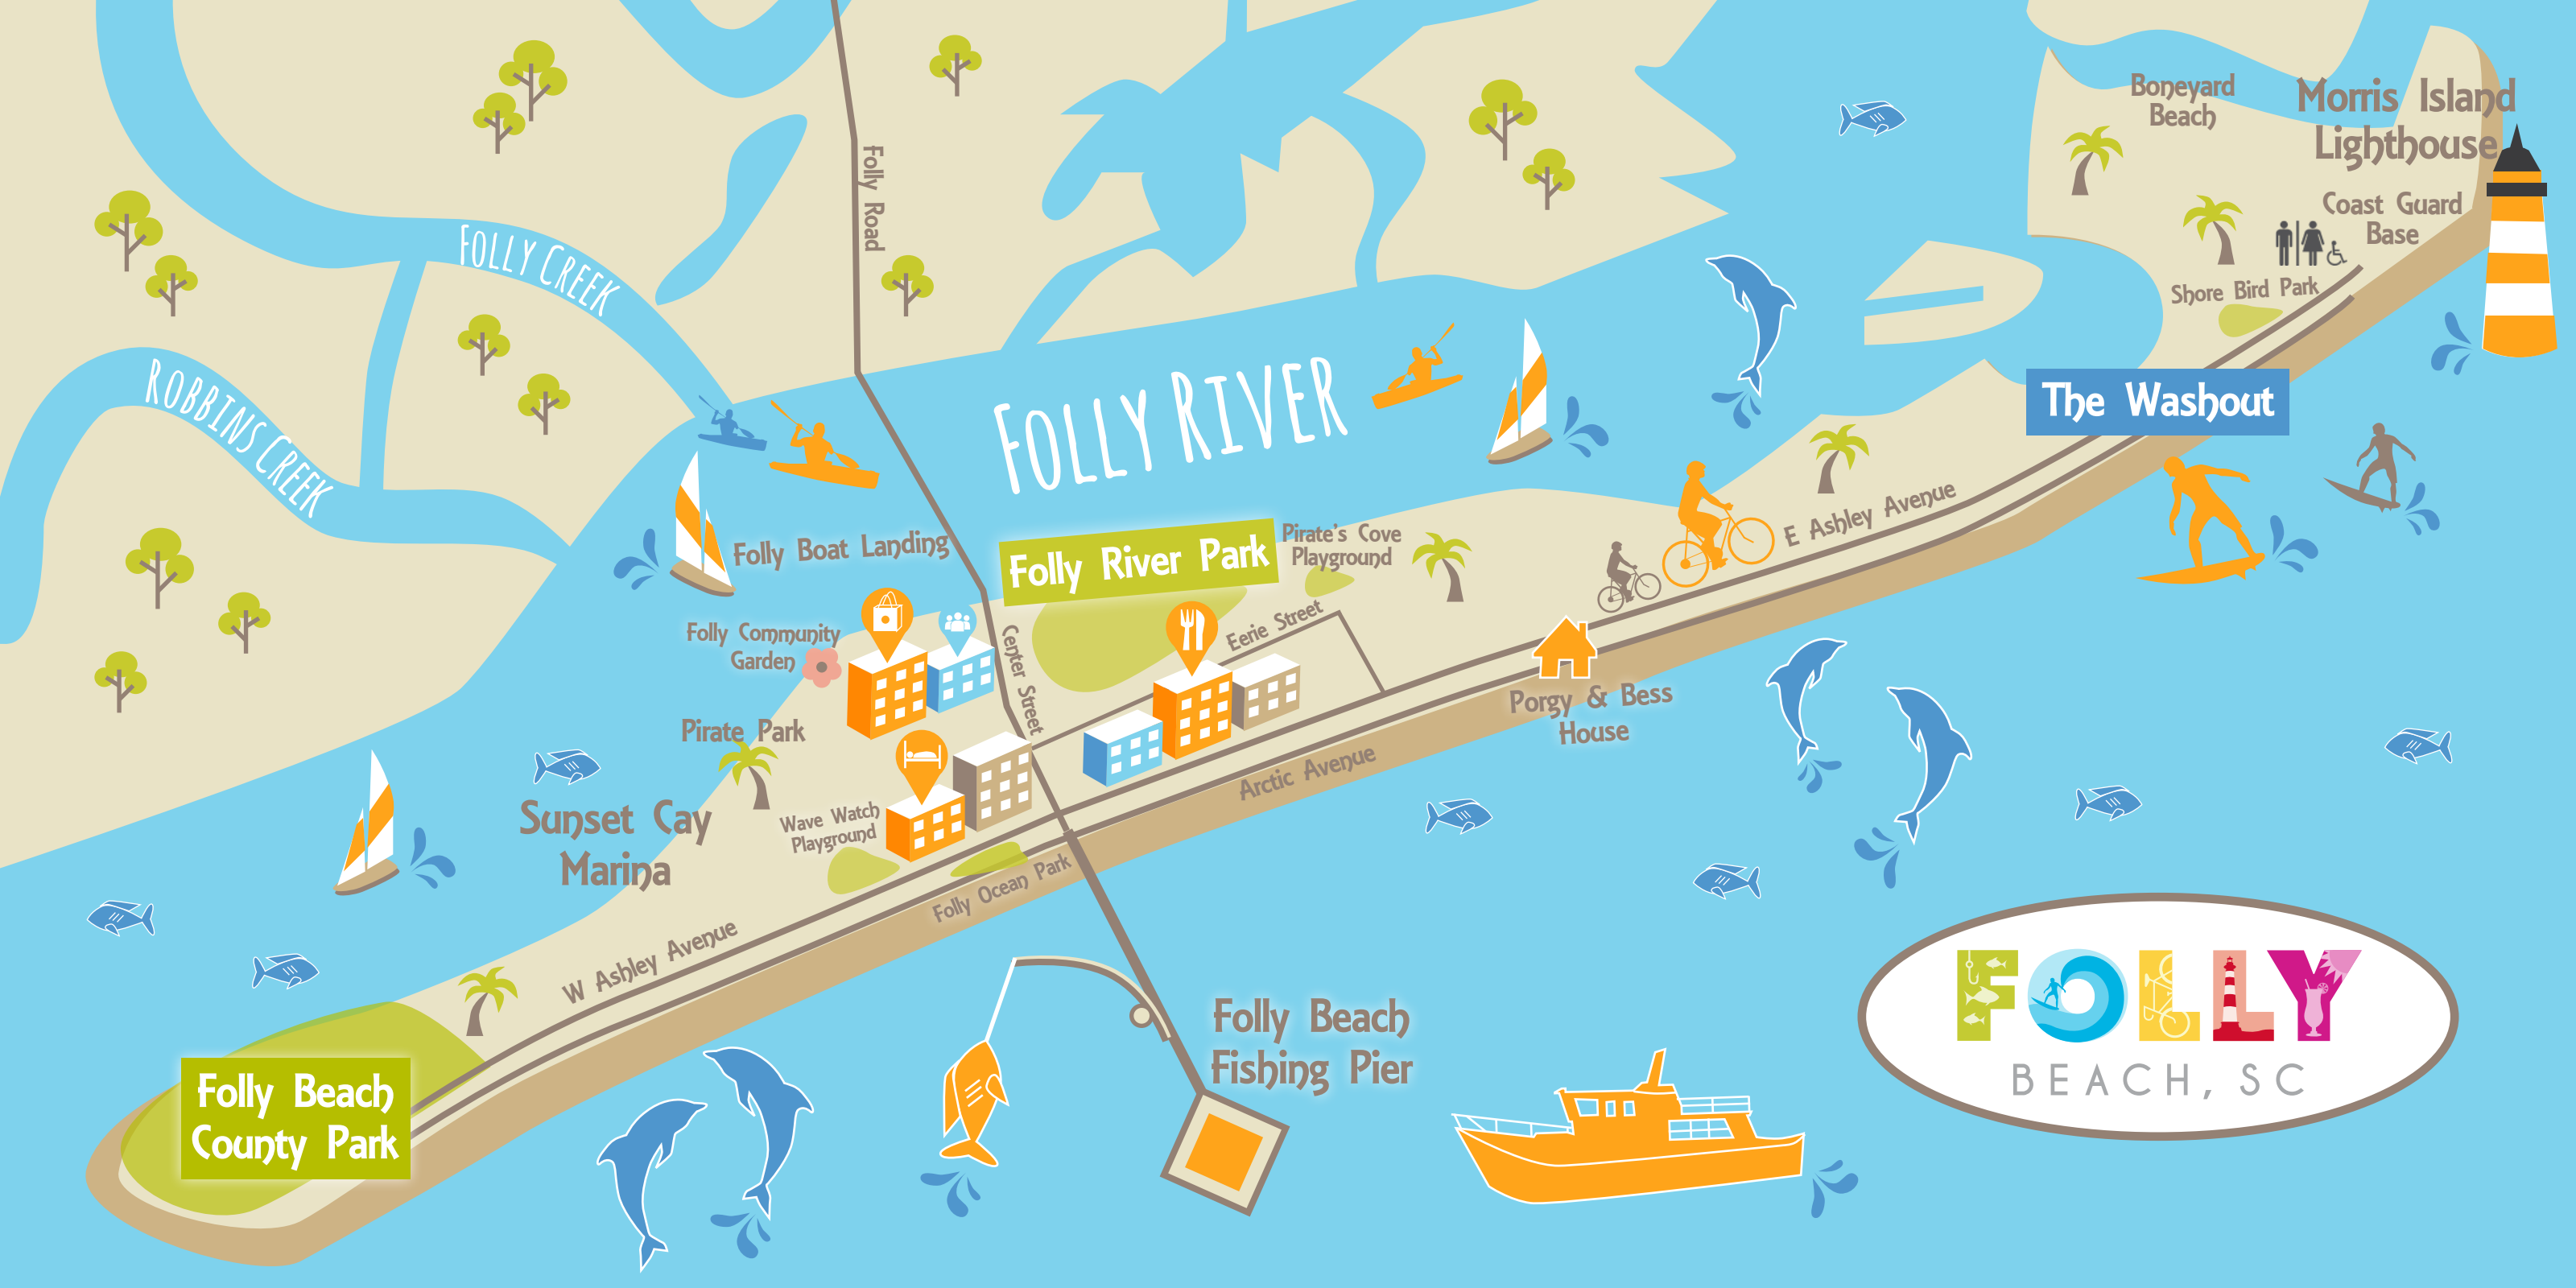 Boneyard
Beach
Morris Island
Lighthouse
Folly Road
Coast Guard
Base
FOLLY CREEK
Shore Bird Park
ROBBINS CREEK
FOLLY RIVER
The Washout
E Ashley Avenue
Folly Boat Landing
Folly River Park
Pirate's Cove
Playground
Folly Community
Garden
Center Street
Eerie Street
Porgy & Bess
House
Pirate Park
Arctic Avenue
Sunset Cay
Marina
Wave Watch
Playground
Folly Ocean Park
W Ashley Avenue
Folly Beach
County Park
Folly Beach
Fishing Pier
FOLLY
BEACH, SC